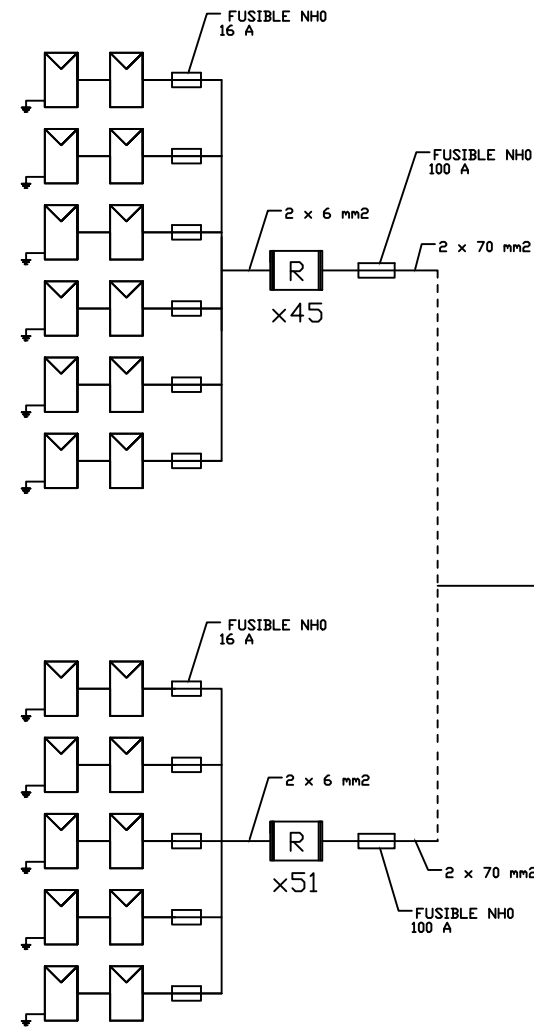 FUSIBLE NH0
16 A
FUSIBLE NH0
100 A
2 x 6 mm2
2 x 70 mm2
R
x45
FUSIBLE NH0
16 A
2 x 6 mm2
R
x51
2 x 70 mm2
FUSIBLE NH0
100 A